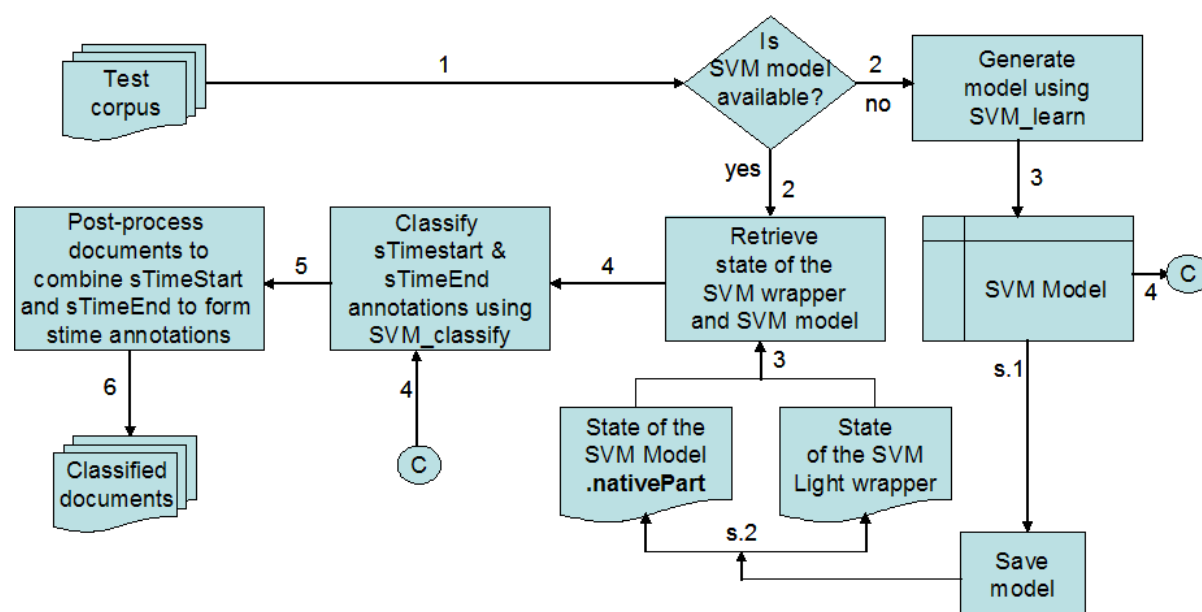 Test
corpus
1
Is
SVM model
available?
2
no
Generate
model using
SVM_learn
yes
2
3
Post-process
documents to
combine sTimeStart
and sTimeEnd to form
stime annotations
5
Classify
sTimestart &
sTimeEnd
annotations using
SVM_classify
4
Retrieve
state of the
SVM wrapper
and SVM model
SVM Model
4
C
6
4
3
s.1
Classified
documents
C
State of the
SVM Model
.nativePart
State
of the SVM
Light wrapper
s.2
Save
model